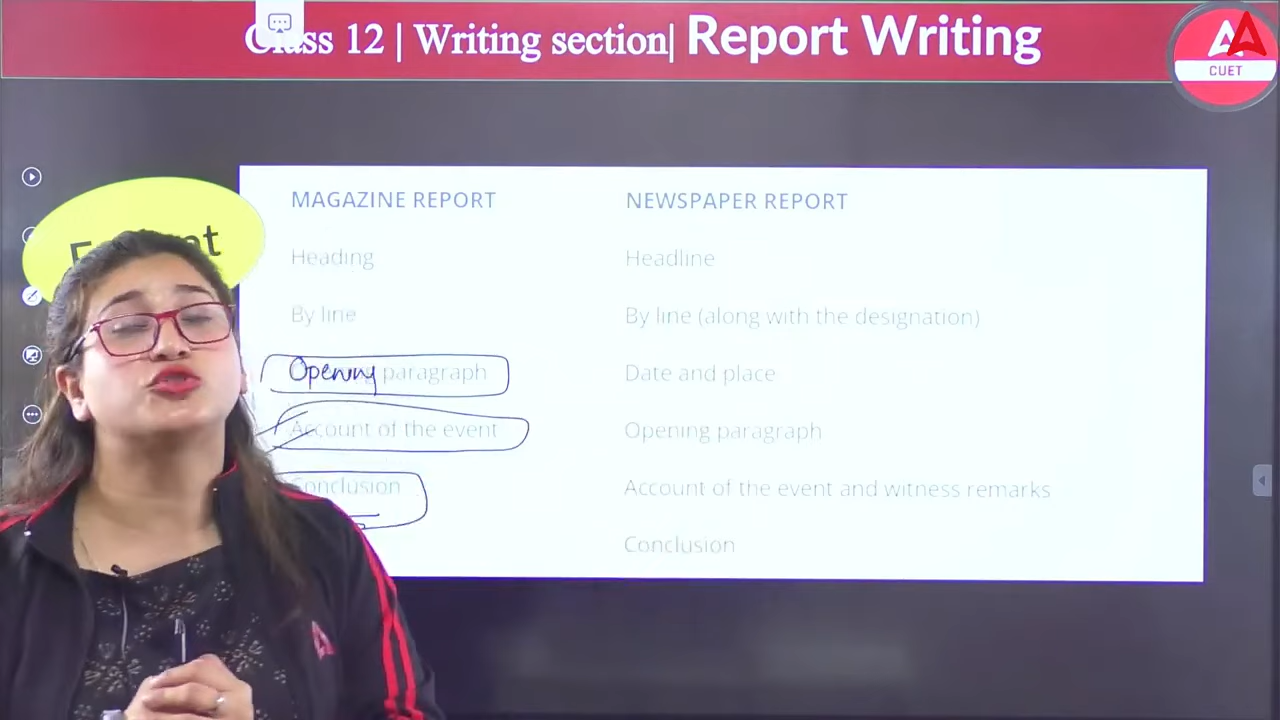 Class 12 | Writing section| Report Writing
CUET
MAGAZINE REPORT
Heading
By line
Opening paragraph
Account of the event
Conclusion
NEWSPAPER REPORT
Headline
By line (along with the designation)
Date and place
Opening paragraph
Account of the event and witness remarks
Conclusion